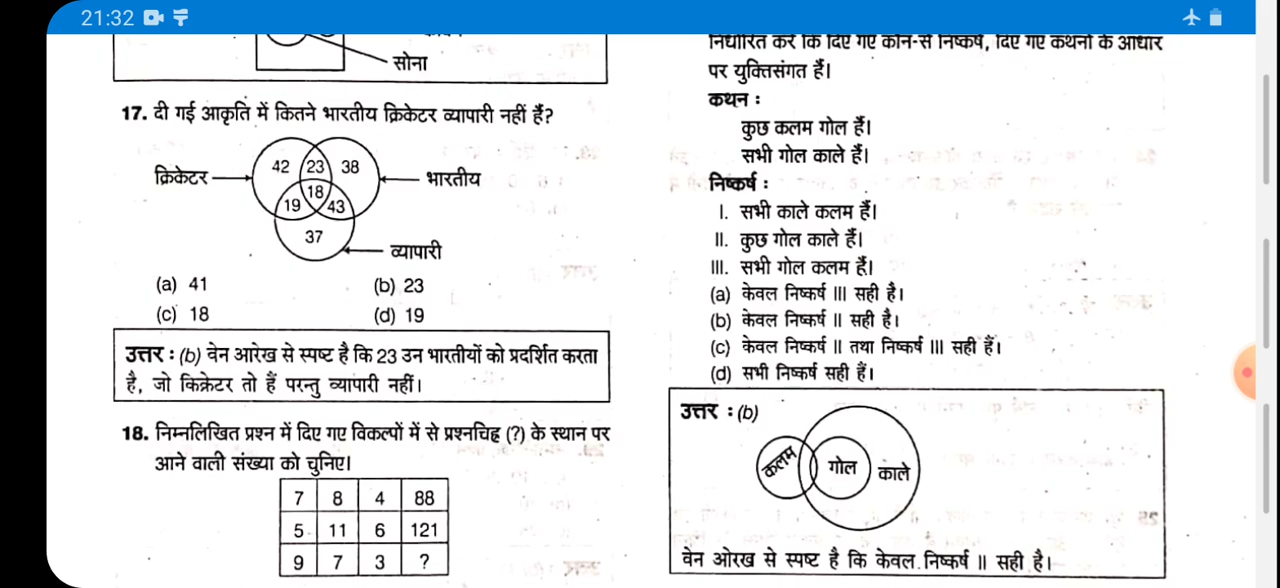 21:32
सोना
17. दी गई आकृति में कितने भारतीय क्रिकेटर व्यापारी नहीं हैं?
42 23 38
क्रिकेटर
भारतीय
18
19 43
37
व्यापारी
(a) 41 (b) 23
(c) 18 (d) 19
उत्तर : (b) वेन आरेख से स्पष्ट है कि 23 उन भारतीयों को प्रदर्शित करता
है, जो किक्रेटर तो हैं परन्तु व्यापारी नहीं।
18. निम्नलिखित प्रश्न में दिए गए विकल्पों में से प्रश्नचिह्न (?) के स्थान पर
आने वाली संख्या को चुनिए।
7 8 4 88
5 11 6 121
9 7 3 ?
निर्धारित करें कि दिए गए कौन-से निष्कर्ष, दिए गए कथनों के आधार
पर युक्तिसंगत हैं।
कथन :
कुछ कलम गोल हैं।
सभी गोल काले हैं।
निष्कर्ष :
I. सभी काले कलम हैं।
II. कुछ गोल काले हैं।
III. सभी गोल कलम हैं।
(a) केवल निष्कर्ष III सही है।
(b) केवल निष्कर्ष II सही है।
(c) केवल निष्कर्ष II तथा निष्कर्ष III सही हैं।
(d) सभी निष्कर्ष सही हैं।
उत्तर : (b)
कलम गोल काले
वेन ओरख से स्पष्ट है कि केवल निष्कर्ष II सही है।